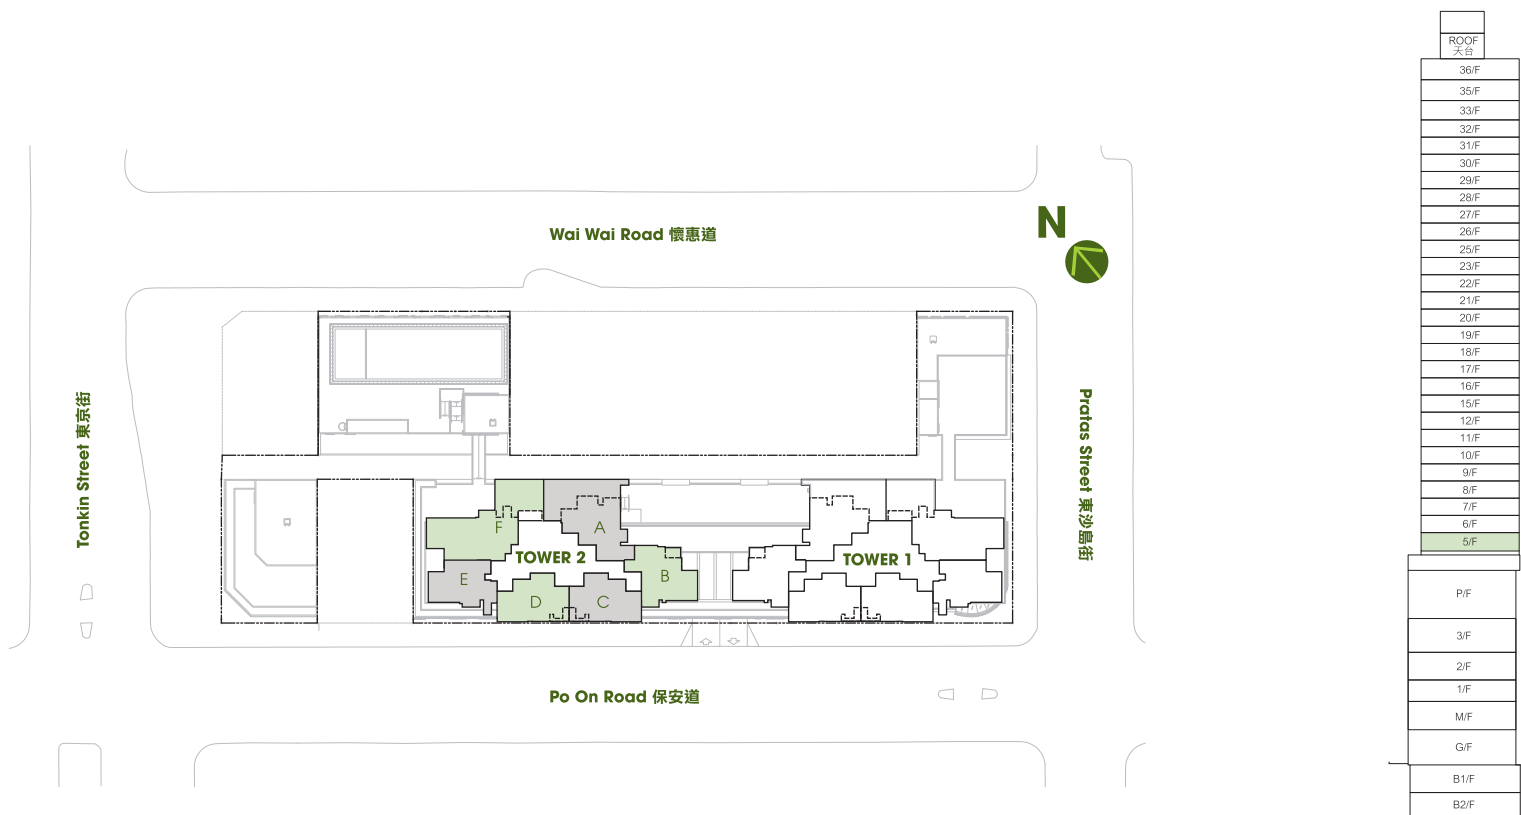 Wai Wai Road 懷惠道
N
Tonkin Street 東京街
Pratas Street 東沙島街
F
A
TOWER 2
TOWER 1
E
B
D
C
Po On Road 保安道
ROOF
天台
36/F
35/F
33/F
32/F
31/F
30/F
29/F
28/F
27/F
26/F
25/F
23/F
22/F
21/F
20/F
19/F
18/F
17/F
16/F
15/F
12/F
11/F
10/F
9/F
8/F
7/F
6/F
5/F
P/F
3/F
2/F
1/F
M/F
G/F
B1/F
B2/F